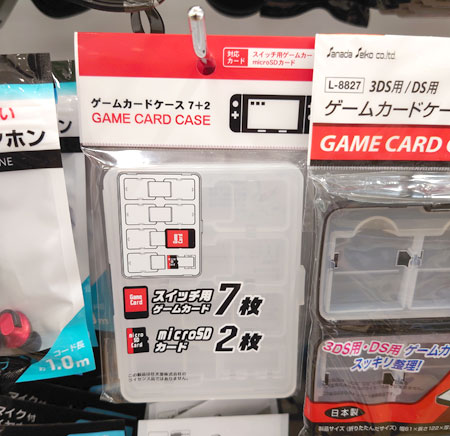 対応
カード
スイッチ用ゲームカー
microSDカード
ゲームカードケース 7+2
GAME CARD CASE
Game
Card
スイッチ用
ゲームカード
7枚
micro
SD
Card
microSD
カード
2枚
Sanada Seiko co.,ltd.
L-8827
3DS用/DS用
ゲームカードケー
GAME CARD C
3DS用・DS用 ゲームカ
スッキリ整理!
日本製
い
ホン
NE
コード長
約1.0m
マイク付